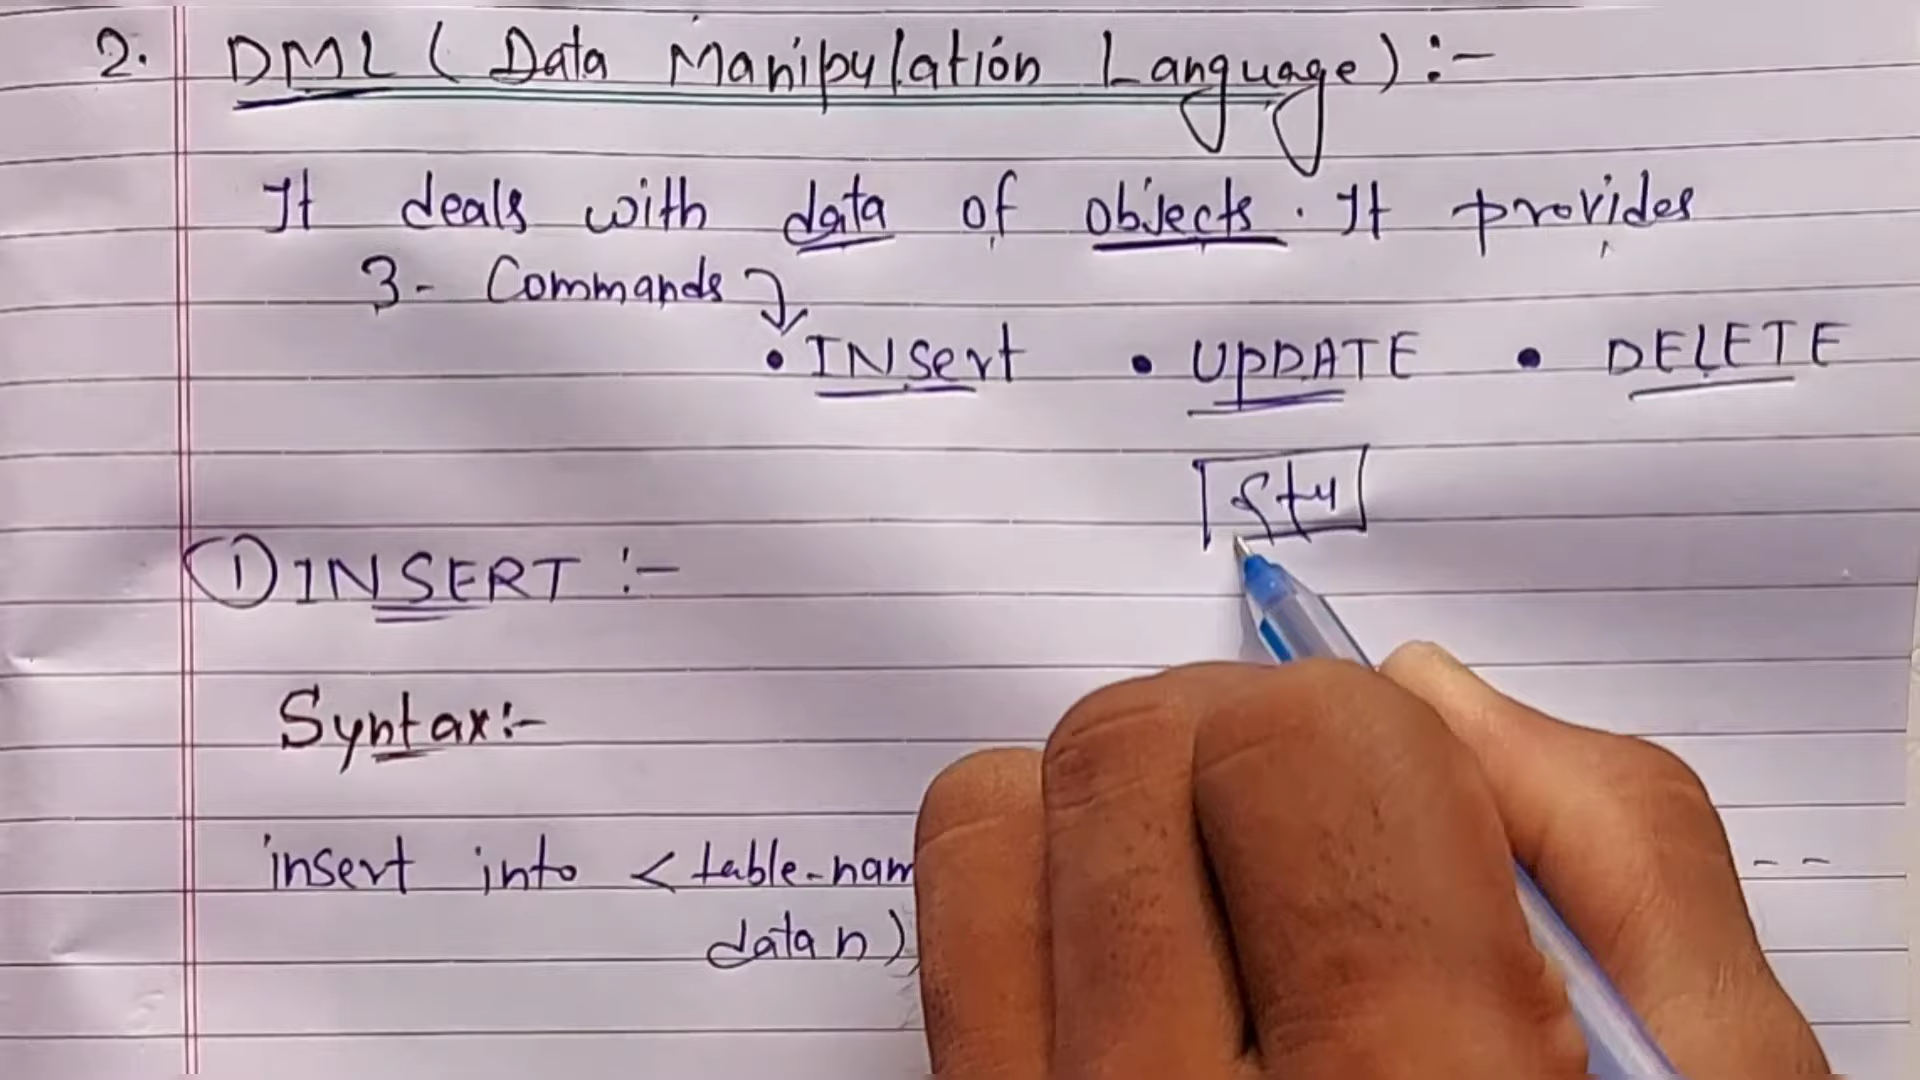 2. DML (Data Manipulation Language) :-
It deals with data of objects. It provides
3- Commands
• INSert • UPDATE • DELETE
Stu
① INSERT :-
Syntax:-
insert into < table-nam -- 
data n)